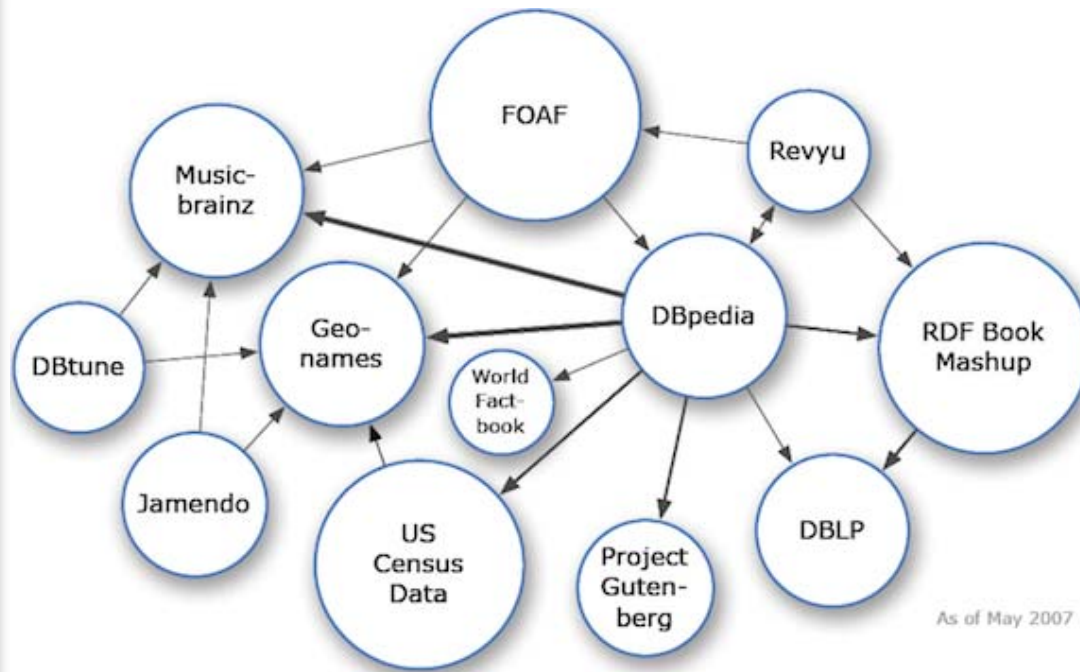 FOAF
Revyu
Music-
brainz
DBpedia
Geo-
names
RDF Book
Mashup
DBtune
World
Fact-
book
Jamendo
US
Census
Data
Project
Guten-
berg
DBLP
As of May 2007